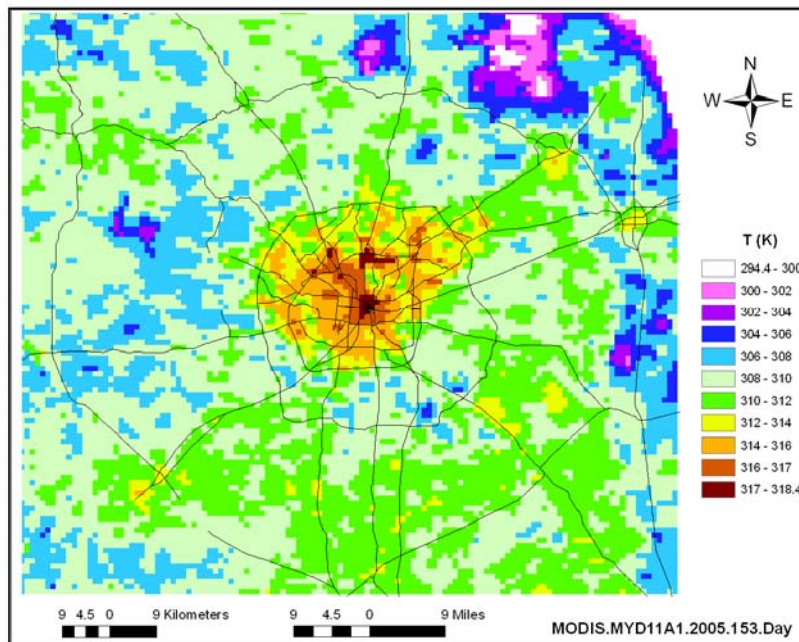 N
W E
S
T (K)
294.4 - 300
300 - 302
302 - 304
304 - 306
306 - 308
308 - 310
310 - 312
312 - 314
314 - 316
316 - 317
317 - 318.4
9 4.5 0 9 Kilometers
9 4.5 0 9 Miles
MODIS.MYD11A1.2005.153.Day